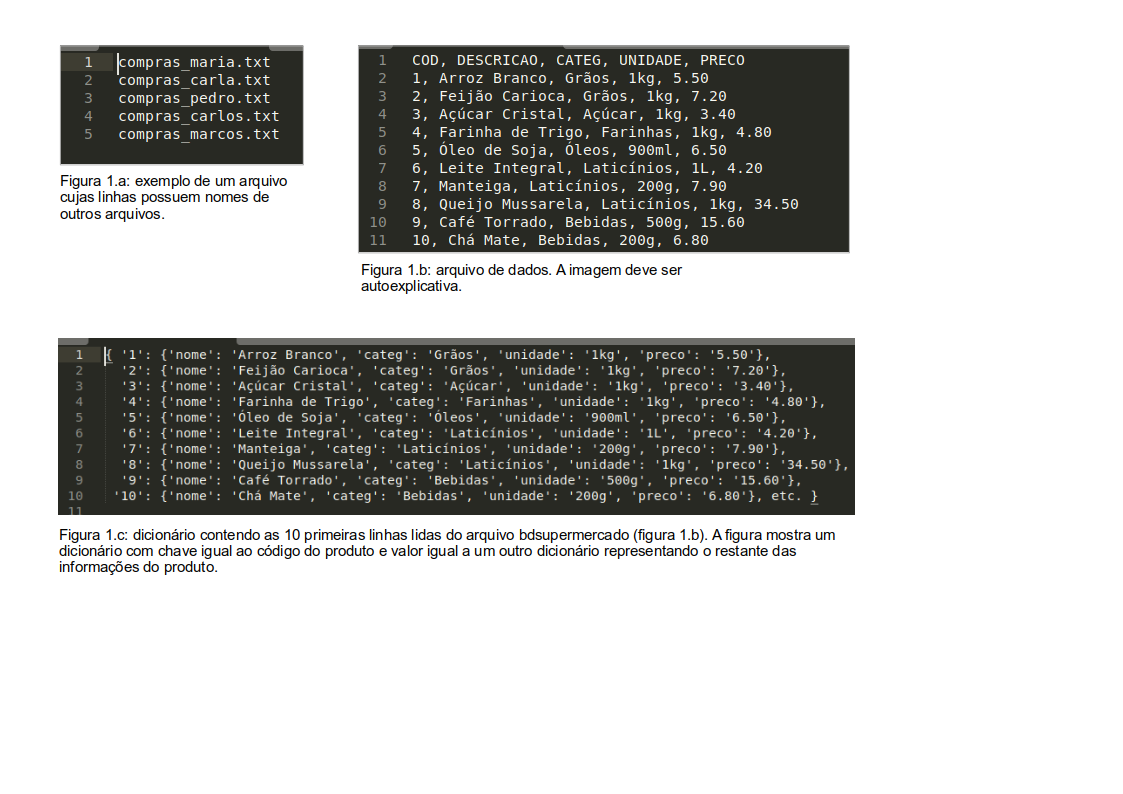 1 compras_maria.txt
2 compras_carla.txt
3 compras_pedro.txt
4 compras_carlos.txt
5 compras_marcos.txt
Figura 1.a: exemplo de um arquivo
cujas linhas possuem nomes de
outros arquivos.
1 COD, DESCRICAO, CATEG, UNIDADE, PRECO
2 1, Arroz Branco, Grãos, 1kg, 5.50
3 2, Feijão Carioca, Grãos, 1kg, 7.20
4 3, Açúcar Cristal, Açúcar, 1kg, 3.40
5 4, Farinha de Trigo, Farinhas, 1kg, 4.80
6 5, Óleo de Soja, Óleos, 900ml, 6.50
7 6, Leite Integral, Laticínios, 1L, 4.20
8 7, Manteiga, Laticínios, 200g, 7.90
9 8, Queijo Mussarela, Laticínios, 1kg, 34.50
10 9, Café Torrado, Bebidas, 500g, 15.60
11 10, Chá Mate, Bebidas, 200g, 6.80
Figura 1.b: arquivo de dados. A imagem deve ser
autoexplicativa.
1 { '1': {'nome': 'Arroz Branco', 'categ': 'Grãos', 'unidade': '1kg', 'preco': '5.50'},
2 '2': {'nome': 'Feijão Carioca', 'categ': 'Grãos', 'unidade': '1kg', 'preco': '7.20'},
3 '3': {'nome': 'Açúcar Cristal', 'categ': 'Açúcar', 'unidade': '1kg', 'preco': '3.40'},
4 '4': {'nome': 'Farinha de Trigo', 'categ': 'Farinhas', 'unidade': '1kg', 'preco': '4.80'},
5 '5': {'nome': 'Óleo de Soja', 'categ': 'Óleos', 'unidade': '900ml', 'preco': '6.50'},
6 '6': {'nome': 'Leite Integral', 'categ': 'Laticínios', 'unidade': '1L', 'preco': '4.20'},
7 '7': {'nome': 'Manteiga', 'categ': 'Laticínios', 'unidade': '200g', 'preco': '7.90'},
8 '8': {'nome': 'Queijo Mussarela', 'categ': 'Laticínios', 'unidade': '1kg', 'preco': '34.50'},
9 '9': {'nome': 'Café Torrado', 'categ': 'Bebidas', 'unidade': '500g', 'preco': '15.60'},
10 '10': {'nome': 'Chá Mate', 'categ': 'Bebidas', 'unidade': '200g', 'preco': '6.80'}, etc. }
11
Figura 1.c: dicionário contendo as 10 primeiras linhas lidas do arquivo bdsupermercado (figura 1.b). A figura mostra um
dicionário com chave igual ao código do produto e valor igual a um outro dicionário representando o restante das
informações do produto.